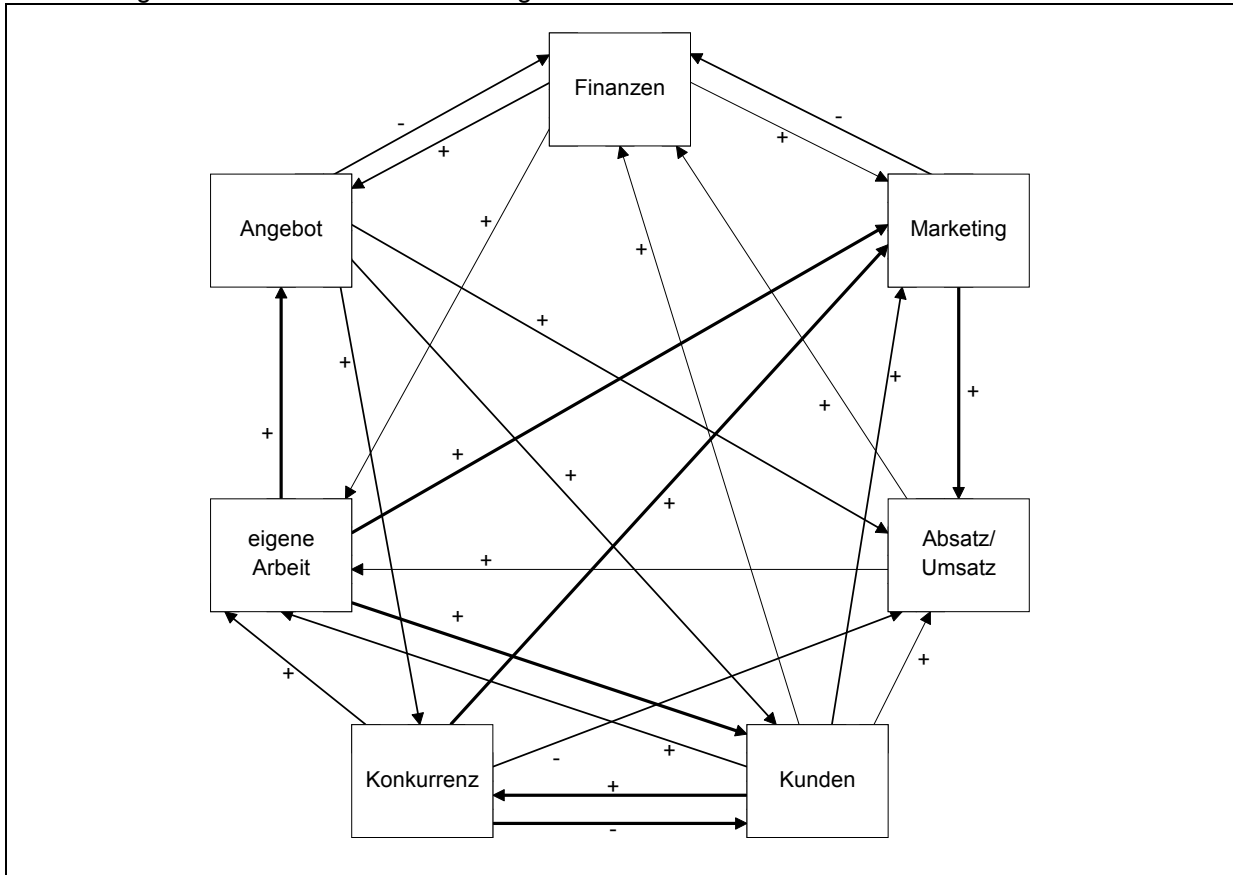 Finanzen
-
+
-
+
Angebot
Marketing
+
+
+
+
+
+
+
+
+
+
+
eigene
Arbeit
Absatz/
Umsatz
+
+
+
+
-
+
Konkurrenz
+
Kunden
-